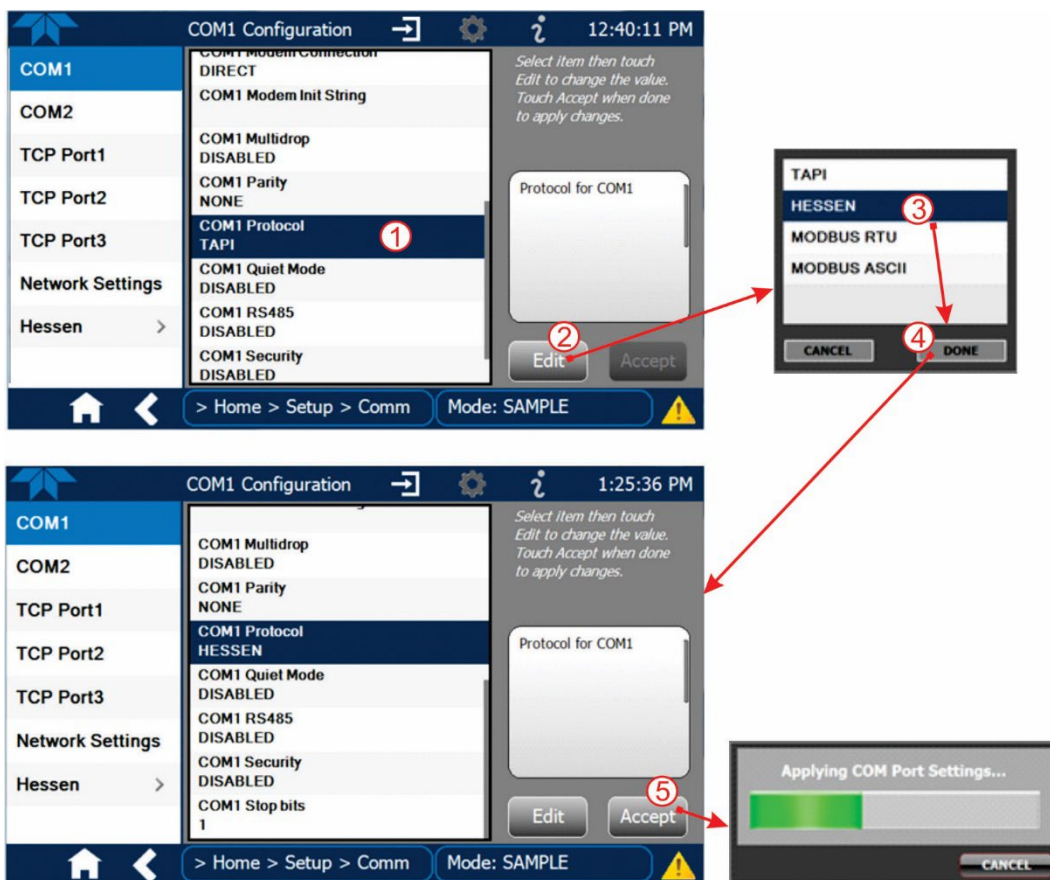 COM1 Configuration
12:40:11 PM
COM1
COM2
TCP Port1
TCP Port2
TCP Port3
Network Settings
Hessen >
COM1 Modem Connection
DIRECT
COM1 Modem Init String
COM1 Multidrop
DISABLED
COM1 Parity
NONE
COM1 Protocol
TAPI
1
COM1 Quiet Mode
DISABLED
COM1 RS485
DISABLED
COM1 Security
DISABLED
Select item then touch
Edit to change the value.
Touch Accept when done
to apply changes.
Protocol for COM1
2
Edit
Accept
> Home > Setup > Comm
Mode: SAMPLE
TAPI
HESSEN
3
MODBUS RTU
MODBUS ASCII
CANCEL
4
DONE
COM1 Configuration
1:25:36 PM
COM1
COM2
TCP Port1
TCP Port2
TCP Port3
Network Settings
Hessen >
COM1 Multidrop
DISABLED
COM1 Parity
NONE
COM1 Protocol
HESSEN
COM1 Quiet Mode
DISABLED
COM1 RS485
DISABLED
COM1 Security
DISABLED
COM1 Stop bits
1
Select item then touch
Edit to change the value.
Touch Accept when done
to apply changes.
Protocol for COM1
Edit
5
Accept
> Home > Setup > Comm
Mode: SAMPLE
Applying COM Port Settings...
CANCEL